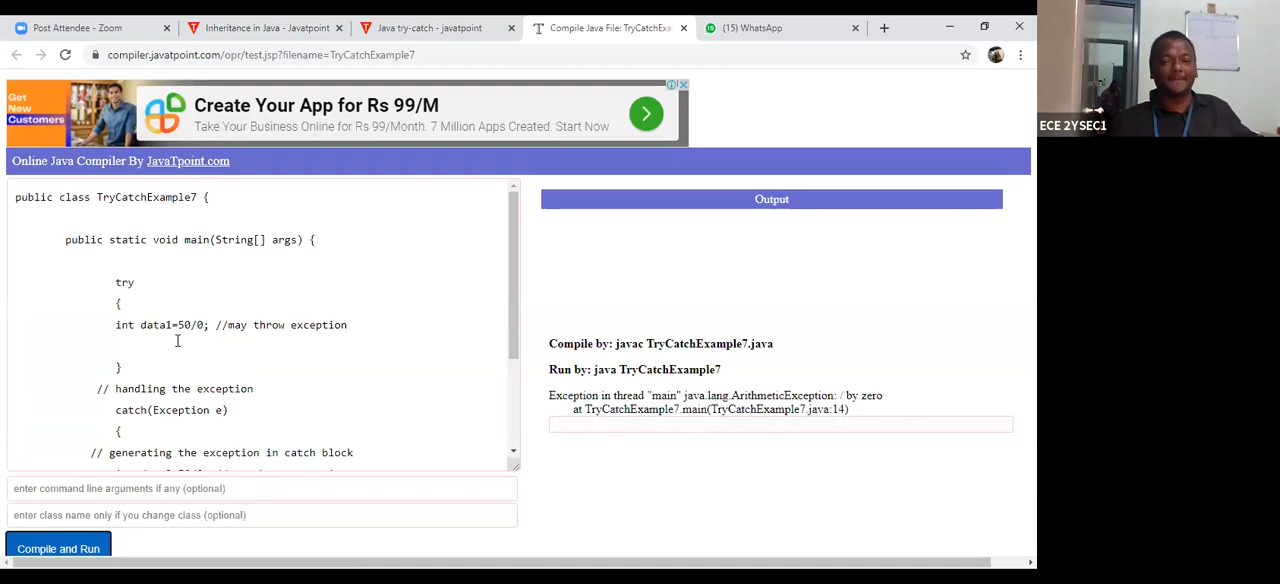 Post Attendee - Zoom
Inheritance in Java - Javatpoint
Java try-catch - javatpoint
Compile Java File: TryCatchExa
(15) WhatsApp
compiler.javatpoint.com/opr/test.jsp?filename=TryCatchExample7
Get
New
Customers
Create Your App for Rs 99/M
Take Your Business Online for Rs 99/Month. 7 Million Apps Created. Start Now
ECE 2YSEC1
Online Java Compiler By JavaTpoint.com
public class TryCatchExample7 {
public static void main(String[] args) {
try
{
int data1=50/0; //may throw exception
}
// handling the exception
catch(Exception e)
{
// generating the exception in catch block
enter command line arguments if any (optional)
enter class name only if you change class (optional)
Compile and Run
Output
Compile by: javac TryCatchExample7.java
Run by: java TryCatchExample7
Exception in thread "main" java.lang.ArithmeticException: / by zero
at TryCatchExample7.main(TryCatchExample7.java:14)